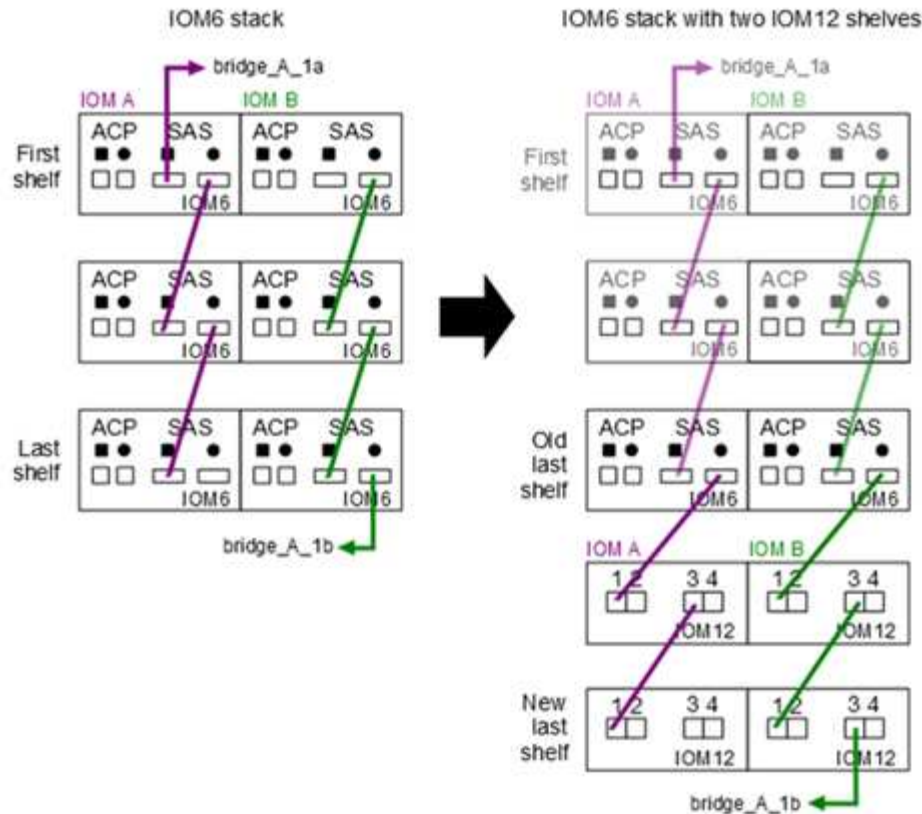 IOM6 stack
bridge_A_1a
IOM A IOM B
First shelf
ACP SAS ACP SAS
IOM6 IOM6
ACP SAS ACP SAS
IOM6 IOM6
Last shelf
ACP SAS ACP SAS
IOM6 IOM6
bridge_A_1b
IOM6 stack with two IOM12 shelves
bridge_A_1a
IOM A IOM B
First shelf
ACP SAS ACP SAS
IOM6 IOM6
ACP SAS ACP SAS
IOM6 IOM6
Old last shelf
ACP SAS ACP SAS
IOM6 IOM6
IOM A IOM B
1 2 3 4 1 2 3 4
IOM12 IOM12
New last shelf
1 2 3 4 1 2 3 4
IOM12 IOM12
bridge_A_1b